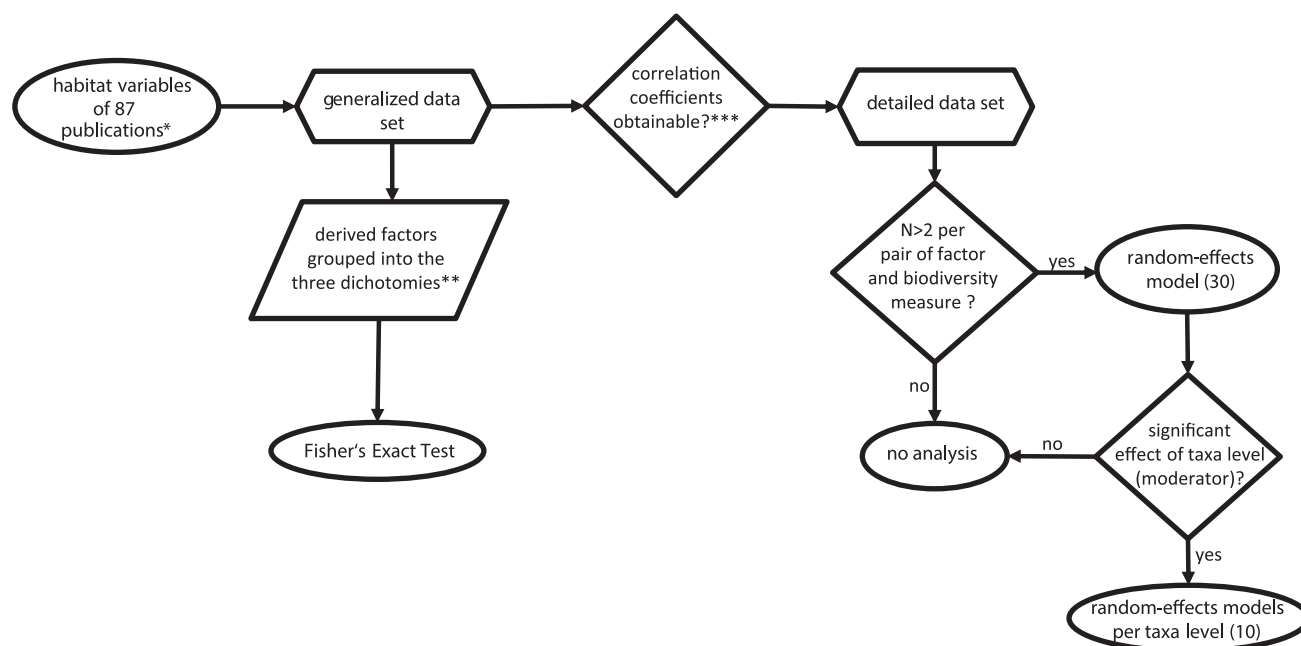 habitat variables
of 87
publications*
generalized data
set
correlation
coefficients
obtainable?***
detailed data set
derived factors
grouped into the
three dichotomies**
Fisher‘s Exact Test
N>2 per
pair of factor
and biodiversity
measure ?
yes
random-effects
model (30)
no
no analysis
no
significant
effect of taxa level
(moderator)?
yes
random-effects models
per taxa level (10)